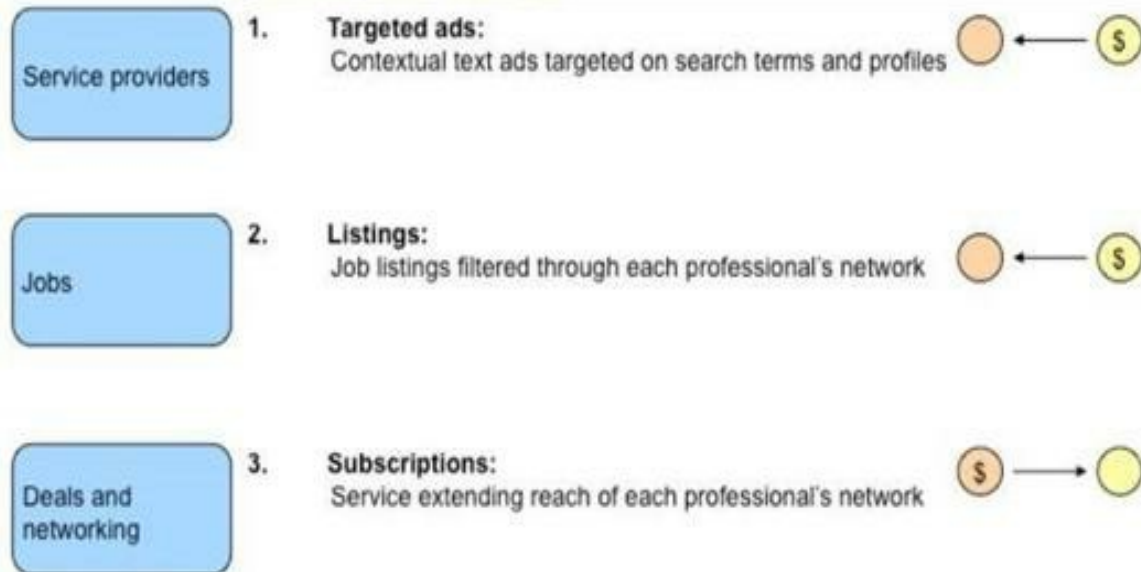 Service providers
1. Targeted ads:
Contextual text ads targeted on search terms and profiles
$
Jobs
2. Listings:
Job listings filtered through each professional's network
$
Deals and
networking
3. Subscriptions:
Service extending reach of each professional's network
$